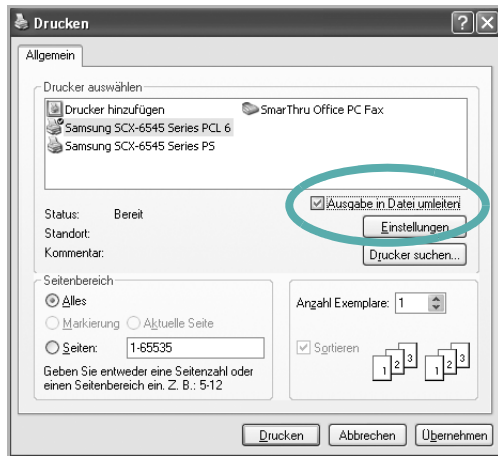 Drucken
Allgemein
Drucker auswählen
Drucker hinzufügen
SmarThru Office PC Fax
Samsung SCX-6545 Series PCL 6
Samsung SCX-6545 Series PS
Status: Bereit
Ausgabe in Datei umleiten
Standort:
Einstellungen
Kommentar:
Drucker suchen...
Seitenbereich
Alles
Markierung Aktuelle Seite
Seiten: 1-65535
Geben Sie entweder eine Seitenzahl oder
einen Seitenbereich ein. Z. B.: 5-12
Anzahl Exemplare: 1
Sortieren
1 2 3 1 2 3
Drucken Abbrechen Übernehmen